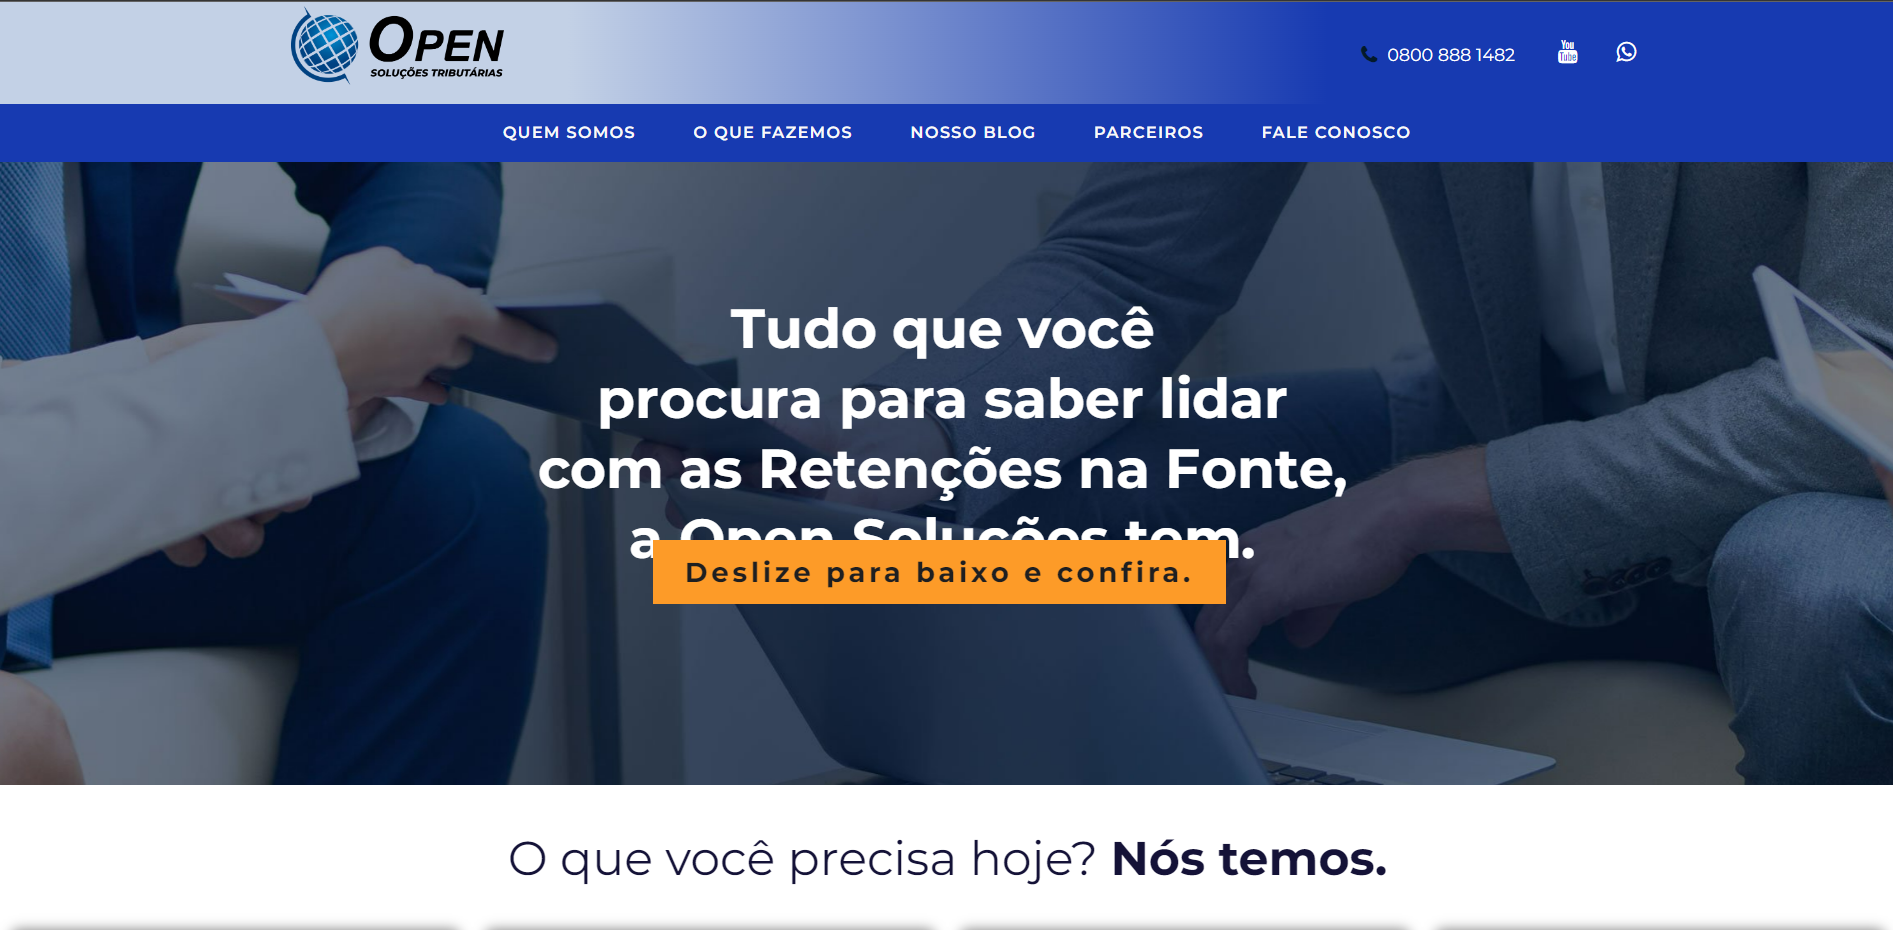 OPEN
SOLUÇÕES TRIBUTÁRIAS
0800 888 1482
You
Tube
QUEM SOMOS
O QUE FAZEMOS
NOSSO BLOG
PARCEIROS
FALE CONOSCO
Tudo que você
procura para saber lidar
com as Retenções na Fonte,
a Open Soluções tem.
Deslize para baixo e confira.
O que você precisa hoje? Nós temos.